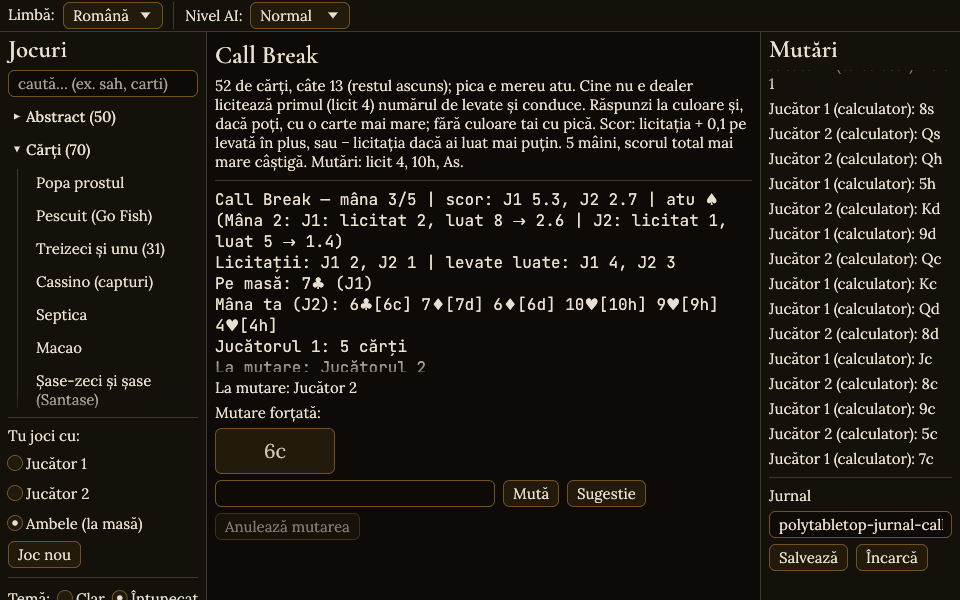 Limbă: Română ▼ Nivel AI: Normal ▼
Jocuri
caută... (ex. sah, carti)
▸ Abstract (50)
▾ Cărți (70)
Popa prostul
Pescuit (Go Fish)
Treizeci și unu (31)
Cassino (capturi)
Septica
Macao
Șase-zeci și șase
(Santase)
Tu joci cu:
Jucător 1
Jucător 2
Ambele (la masă)
Joc nou
Temă: Clar Întunecat
Call Break
52 de cărți, câte 13 (restul ascuns); pica e mereu atu. Cine nu e dealer
licitează primul (licit 4) numărul de levate și conduce. Răspunzi la culoare și,
dacă poți, cu o carte mai mare; fără culoare tai cu pică. Scor: licitația + 0,1 pe
levată în plus, sau − licitația dacă ai luat mai puțin. 5 mâini, scorul total mai
mare câștigă. Mutări: licit 4, 10h, As.
Call Break — mâna 3/5 | scor: J1 5.3, J2 2.7 | atu ♠
(Mâna 2: J1: licitat 2, luat 8 → 2.6 | J2: licitat 1,
luat 5 → 1.4)
Licitații: J1 2, J2 1 | levate luate: J1 4, J2 3
Pe masă: 7♣ (J1)
Mâna ta (J2): 6♣[6c] 7♦[7d] 6♦[6d] 10♥[10h] 9♥[9h]
4♥[4h]
Jucătorul 1: 5 cărți
La mutare: Jucătorul 2
La mutare: Jucător 2
Mutare forțată:
6c
Mută Sugestie
Anulează mutarea
Mutări
1
Jucător 1 (calculator): 8s
Jucător 2 (calculator): Qs
Jucător 2 (calculator): Qh
Jucător 1 (calculator): 5h
Jucător 2 (calculator): Kd
Jucător 1 (calculator): 9d
Jucător 2 (calculator): Qc
Jucător 1 (calculator): Kc
Jucător 1 (calculator): Qd
Jucător 2 (calculator): 8d
Jucător 1 (calculator): Jc
Jucător 2 (calculator): 8c
Jucător 1 (calculator): 9c
Jucător 2 (calculator): 5c
Jucător 1 (calculator): 7c
Jurnal
polytabletop-jurnal-cal
Salvează Încarcă